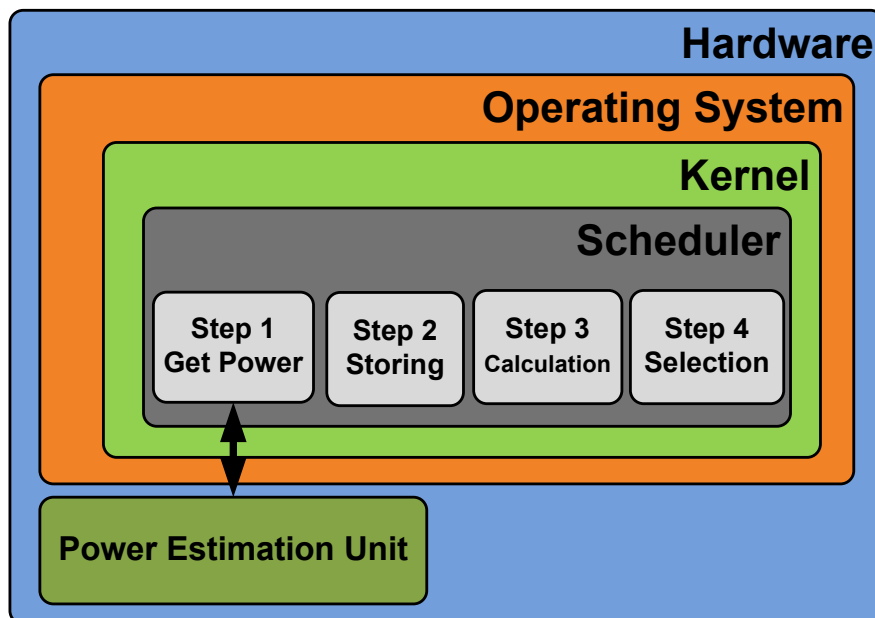 Hardware
Operating System
Kernel
Scheduler
Step 1
Get Power
Step 2
Storing
Step 3
Calculation
Step 4
Selection
Power Estimation Unit